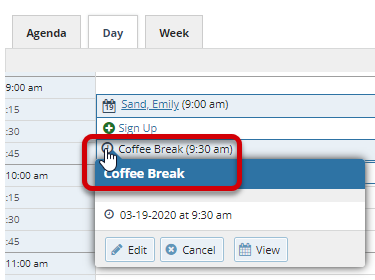 Agenda Day Week
9:00 am
:15 19 Sand, Emily (9:00 am)
:30 Sign Up
:45 Coffee Break (9:30 am)
10:00 am Coffee Break
:15
:30 03-19-2020 at 9:30 am
:45 Edit Cancel View
11:00 am